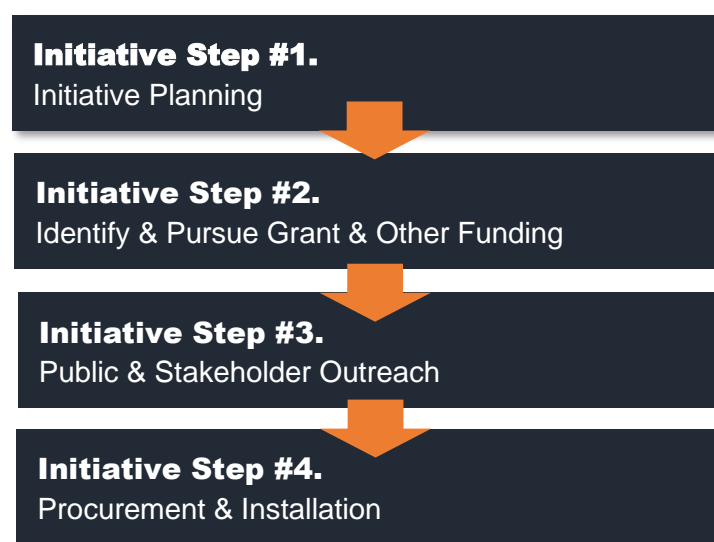 Initiative Step #1.
Initiative Planning
Initiative Step #2.
Identify & Pursue Grant & Other Funding
Initiative Step #3.
Public & Stakeholder Outreach
Initiative Step #4.
Procurement & Installation